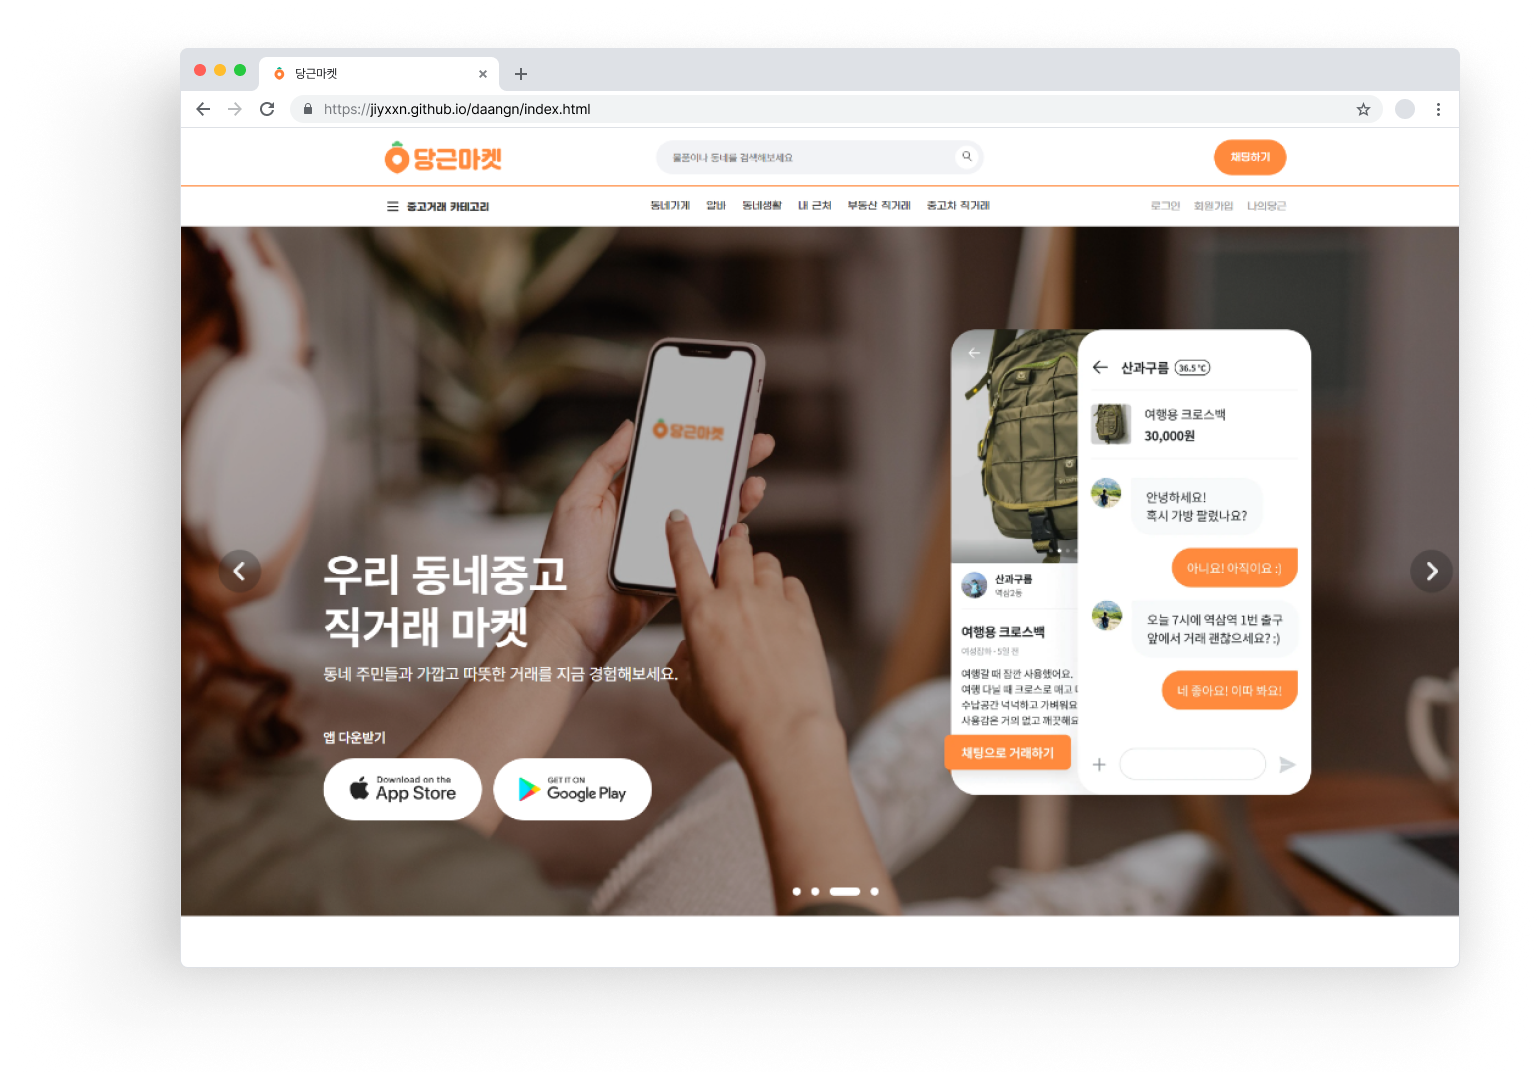 당근마켓
https://jiyxxn.github.io/daangn/index.html
당근마켓
물품이나 동네를 검색해보세요
채팅하기
중고거래 카테고리
동네가게 알바 동네생활 내 근처 부동산 직거래 중고차 직거래
로그인 회원가입 나의당근
당근마켓
우리 동네중고
직거래 마켓
동네 주민들과 가깝고 따뜻한 거래를 지금 경험해보세요.
앱 다운받기
Download on the
App Store
GET IT ON
Google Play
산과구름
역삼2동
여행용 크로스백
여성잡화 · 5일 전
여행갈 때 잠깐 사용했어요.
여행 다닐 때 크로스로 매고
수납공간 넉넉하고 가벼워요
사용감은 거의 없고 깨끗해요
채팅으로 거래하기
산과구름 36.5°C
여행용 크로스백
30,000원
안녕하세요!
혹시 가방 팔렸나요?
아니요! 아직이요 :)
오늘 7시에 역삼역 1번 출구
앞에서 거래 괜찮으세요? :)
네 좋아요! 이따 봐요!